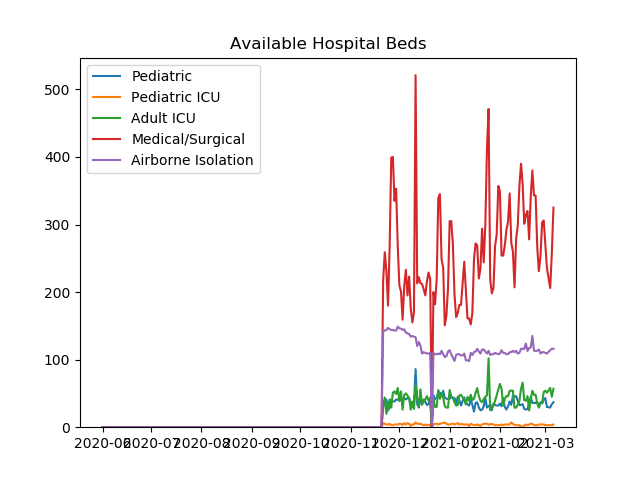 Available Hospital Beds
Pediatric
Pediatric ICU
Adult ICU
Medical/Surgical
Airborne Isolation
500
400
300
200
100
0
2020-06 2020-07 2020-08 2020-09 2020-10 2020-11 2020-12 2021-01 2021-02 2021-03